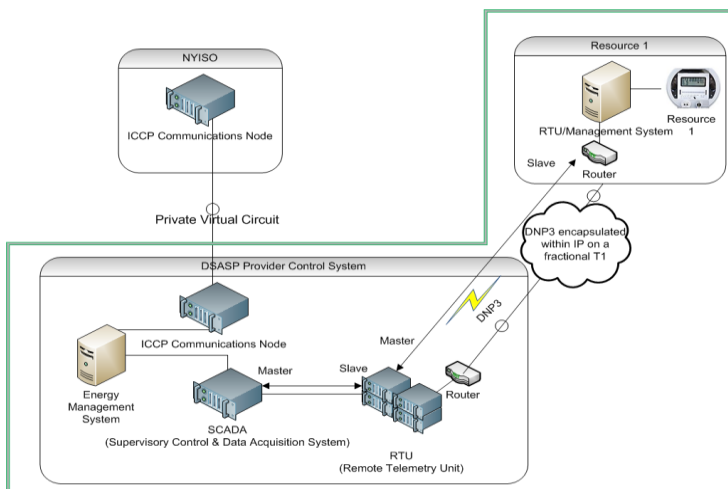 NYISO
ICCP Communications Node
Private Virtual Circuit
Resource 1
RTU/Management System
Resource
1
Slave
Router
DNP3 encapsulated
within IP on a
fractional T1
DSASP Provider Control System
ICCP Communications Node
Energy
Management
System
Master
Slave
SCADA
(Supervisory Control & Data Acquisition System)
Master
DNP3
Router
RTU
(Remote Telemetry Unit)